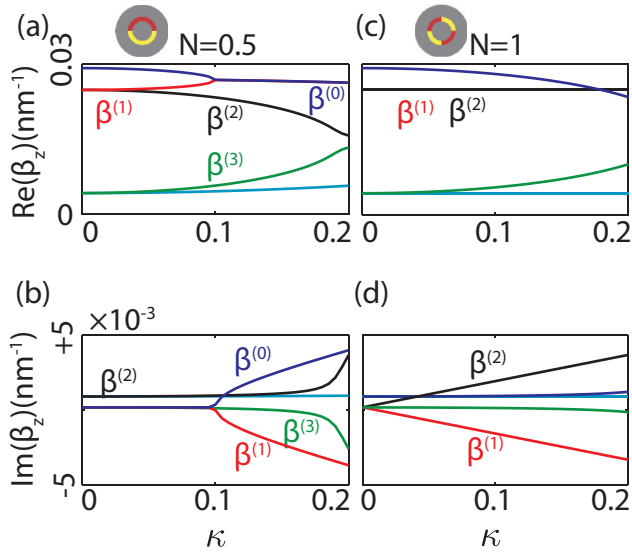 (a) N=0.5
Re(βz)(nm⁻¹)
0.03
0
β⁽¹⁾
β⁽²⁾
β⁽⁰⁾
β⁽³⁾
0 0.1 0.2
(c) N=1
β⁽¹⁾ β⁽²⁾
0 0.1 0.2
(b) ×10⁻³
Im(βz)(nm⁻¹)
+5
-5
β⁽²⁾
β⁽⁰⁾
β⁽³⁾
β⁽¹⁾
0 0.1 0.2
κ
(d)
β⁽²⁾
β⁽¹⁾
0 0.1 0.2
κ